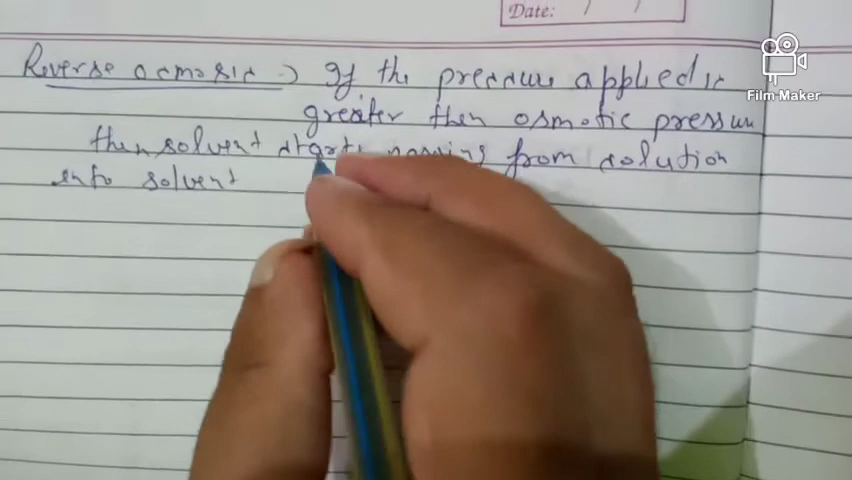 Date: / /
Film Maker
Reverse osmosis → If the pressure applied is
greater then osmotic pressure
then solvent starts passing from solution
into solvent